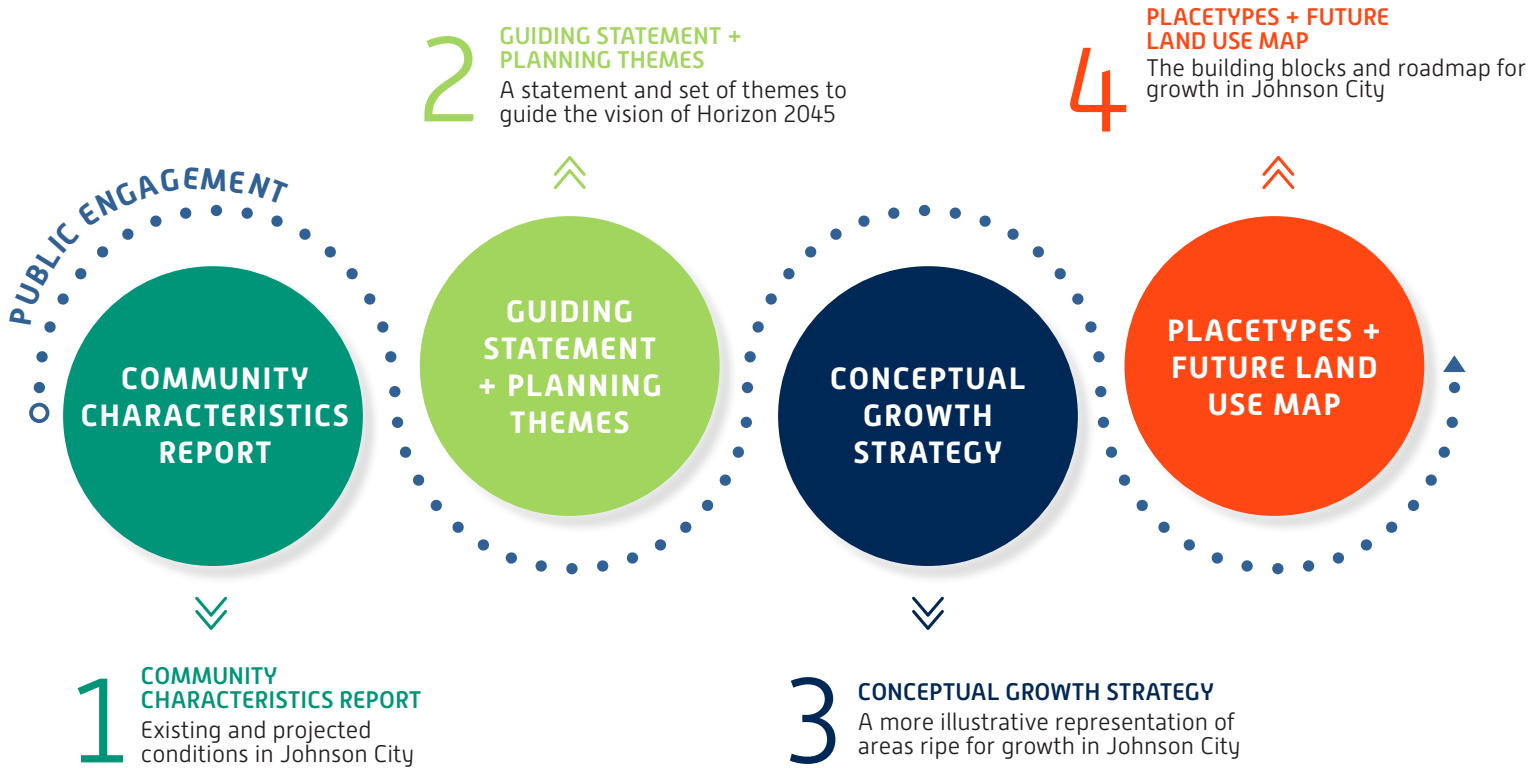 PUBLIC ENGAGEMENT
COMMUNITY
CHARACTERISTICS
REPORT
1
COMMUNITY
CHARACTERISTICS REPORT
Existing and projected
conditions in Johnson City
2
GUIDING STATEMENT +
PLANNING THEMES
A statement and set of themes to
guide the vision of Horizon 2045
GUIDING
STATEMENT
+ PLANNING
THEMES
CONCEPTUAL
GROWTH
STRATEGY
3
CONCEPTUAL GROWTH STRATEGY
A more illustrative representation of
areas ripe for growth in Johnson City
4
PLACETYPES + FUTURE
LAND USE MAP
The building blocks and roadmap for
growth in Johnson City
PLACETYPES +
FUTURE LAND
USE MAP